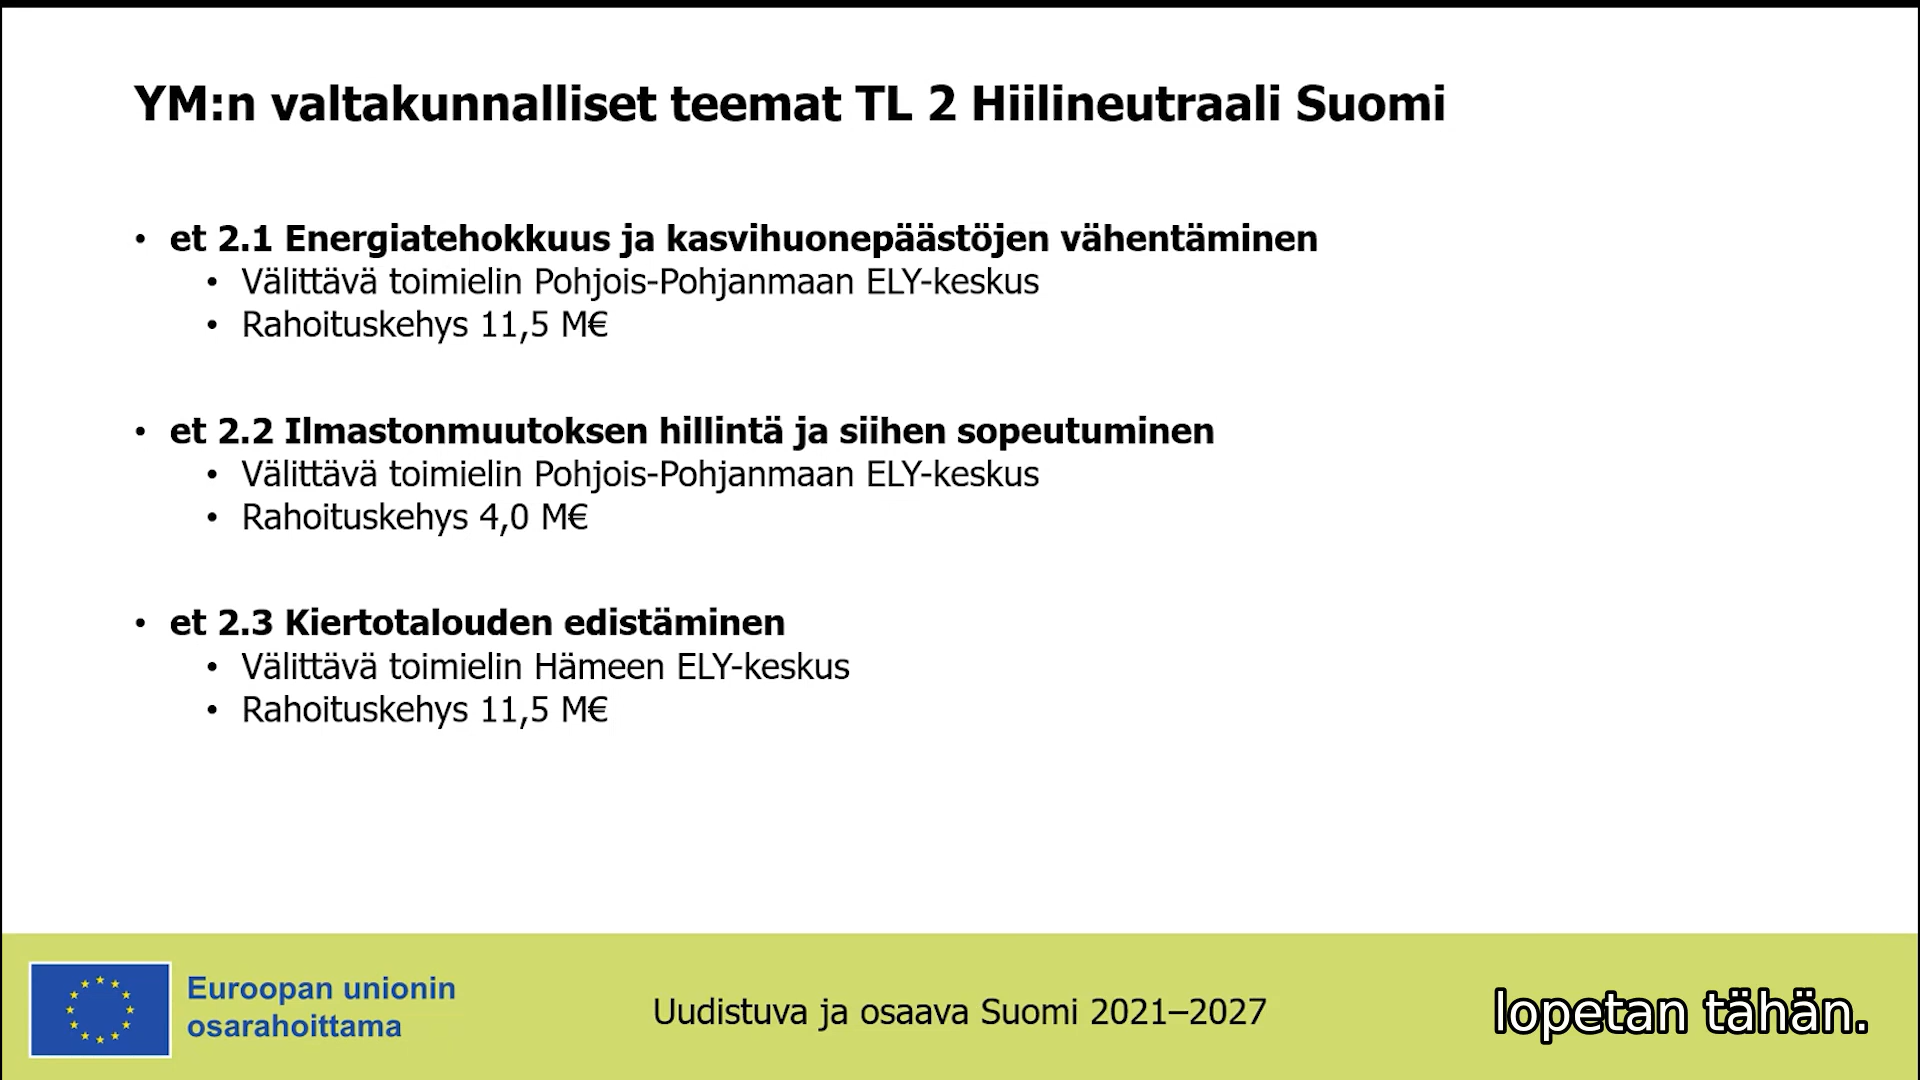 YM:n valtakunnalliset teemat TL 2 Hiilineutraali Suomi
• et 2.1 Energiatehokkuus ja kasvihuonepäästöjen vähentäminen
• Välittävä toimielin Pohjois-Pohjanmaan ELY-keskus
• Rahoituskehys 11,5 M€
• et 2.2 Ilmastonmuutoksen hillintä ja siihen sopeutuminen
• Välittävä toimielin Pohjois-Pohjanmaan ELY-keskus
• Rahoituskehys 4,0 M€
• et 2.3 Kiertotalouden edistäminen
• Välittävä toimielin Hämeen ELY-keskus
• Rahoituskehys 11,5 M€
Euroopan unionin
osarahoittama
Uudistuva ja osaava Suomi 2021–2027
lopetan tähän.